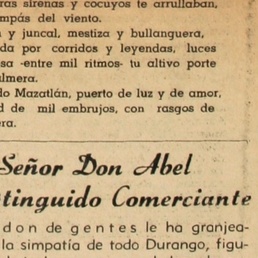 ras sirenas y cocuyos te arrullaban,
mpás del viento.
n y juncal, mestiza y bullanguera,
da por corridos y leyendas, luces
sa -entre mil ritmos- tu altivo porte
almera.
do Mazatlán, puerto de luz y de amor,
d de mil embrujos, con rasgos de
era.
Señor Don Abel
tinguido Comerciante
don de gentes le ha granjea-
la simpatía de todo Durango, figu-